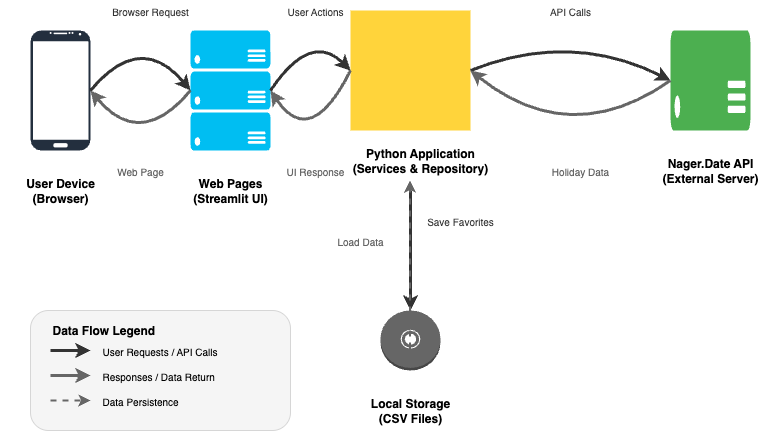 Browser Request
User Actions
API Calls
Web Page
UI Response
Holiday Data
User Device
(Browser)
Web Pages
(Streamlit UI)
Python Application
(Services & Repository)
Nager.Date API
(External Server)
Save Favorites
Load Data
Local Storage
(CSV Files)
Data Flow Legend
User Requests / API Calls
Responses / Data Return
Data Persistence